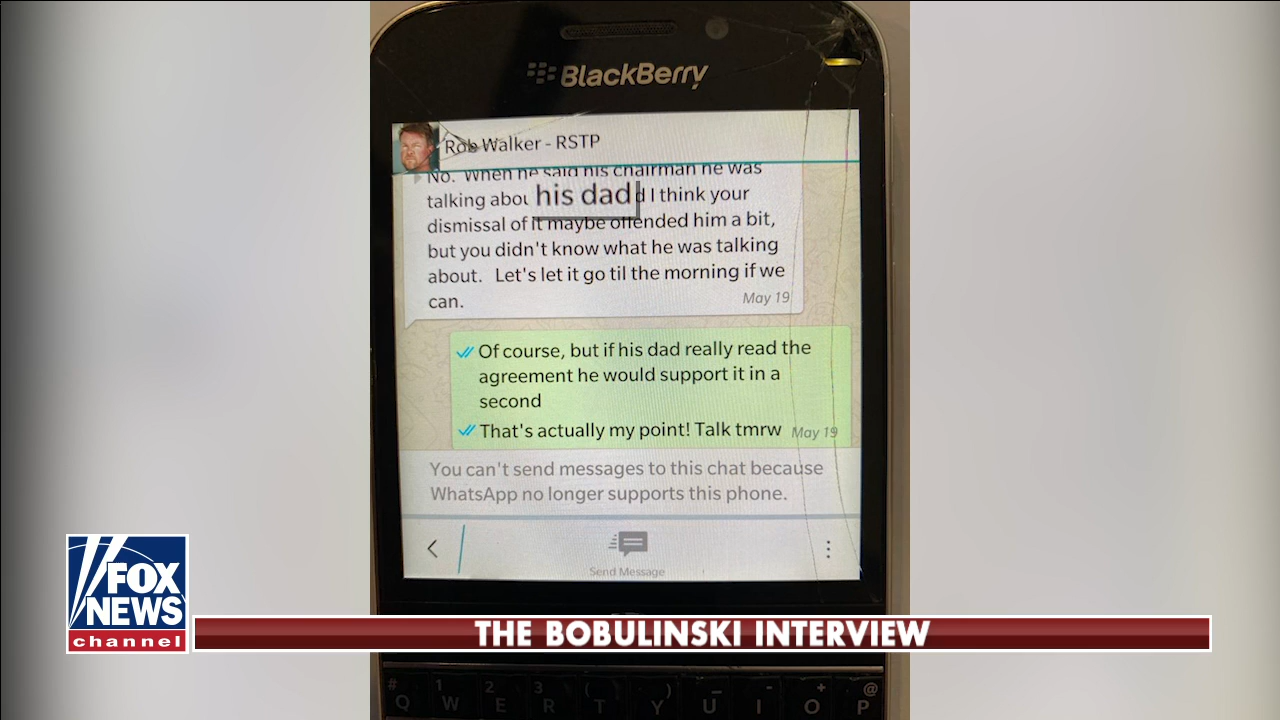 BlackBerry
Rob Walker - RSTP
No. When he said his chairman he was
talking abou his dad d I think your
dismissal of it maybe offended him a bit,
but you didn't know what he was talking
about. Let's let it go til the morning if we
can.
May 19
Of course, but if his dad really read the
agreement he would support it in a
second
That's actually my point! Talk tmrw
May 19
You can't send messages to this chat because
WhatsApp no longer supports this phone.
Send Message
FOX
NEWS
channel
THE BOBULINSKI INTERVIEW
# 1 2 3 ( ) _ - + @
Q W E R T Y U I O P